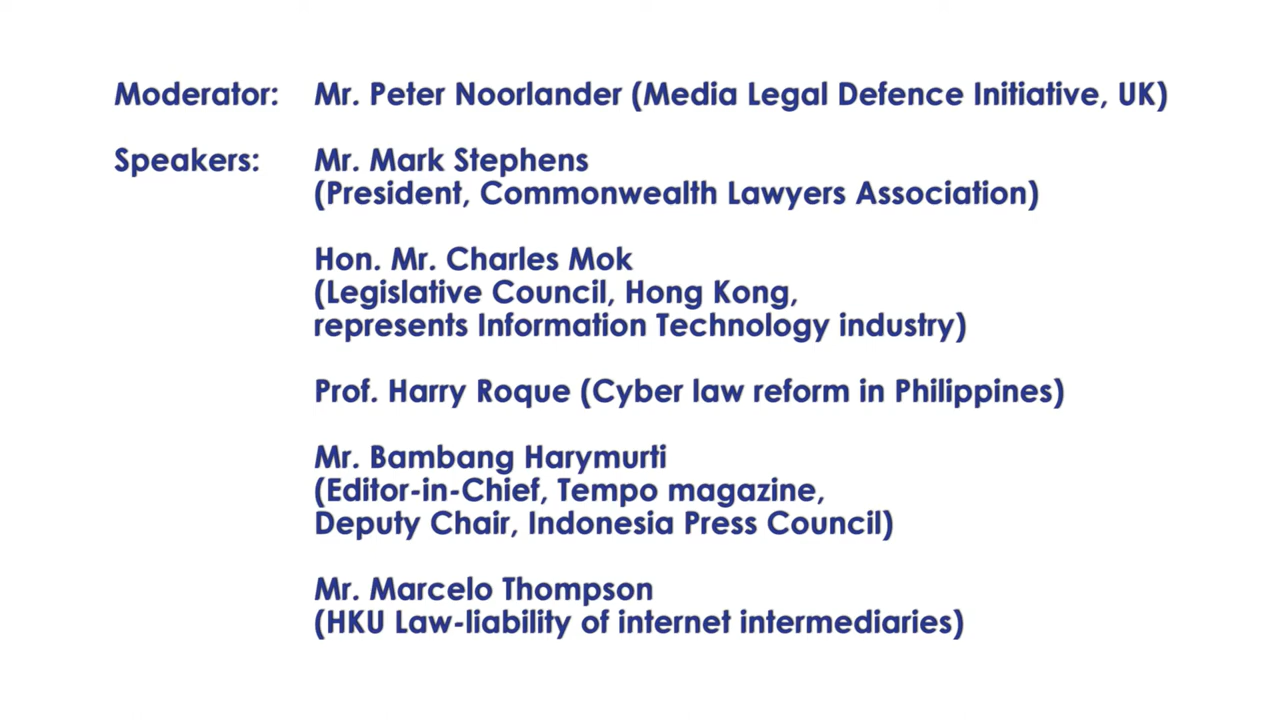 Moderator: Mr. Peter Noorlander (Media Legal Defence Initiative, UK)
Speakers: Mr. Mark Stephens
(President, Commonwealth Lawyers Association)
Hon. Mr. Charles Mok
(Legislative Council, Hong Kong,
represents Information Technology industry)
Prof. Harry Roque (Cyber law reform in Philippines)
Mr. Bambang Harymurti
(Editor-in-Chief, Tempo magazine,
Deputy Chair, Indonesia Press Council)
Mr. Marcelo Thompson
(HKU Law-liability of internet intermediaries)